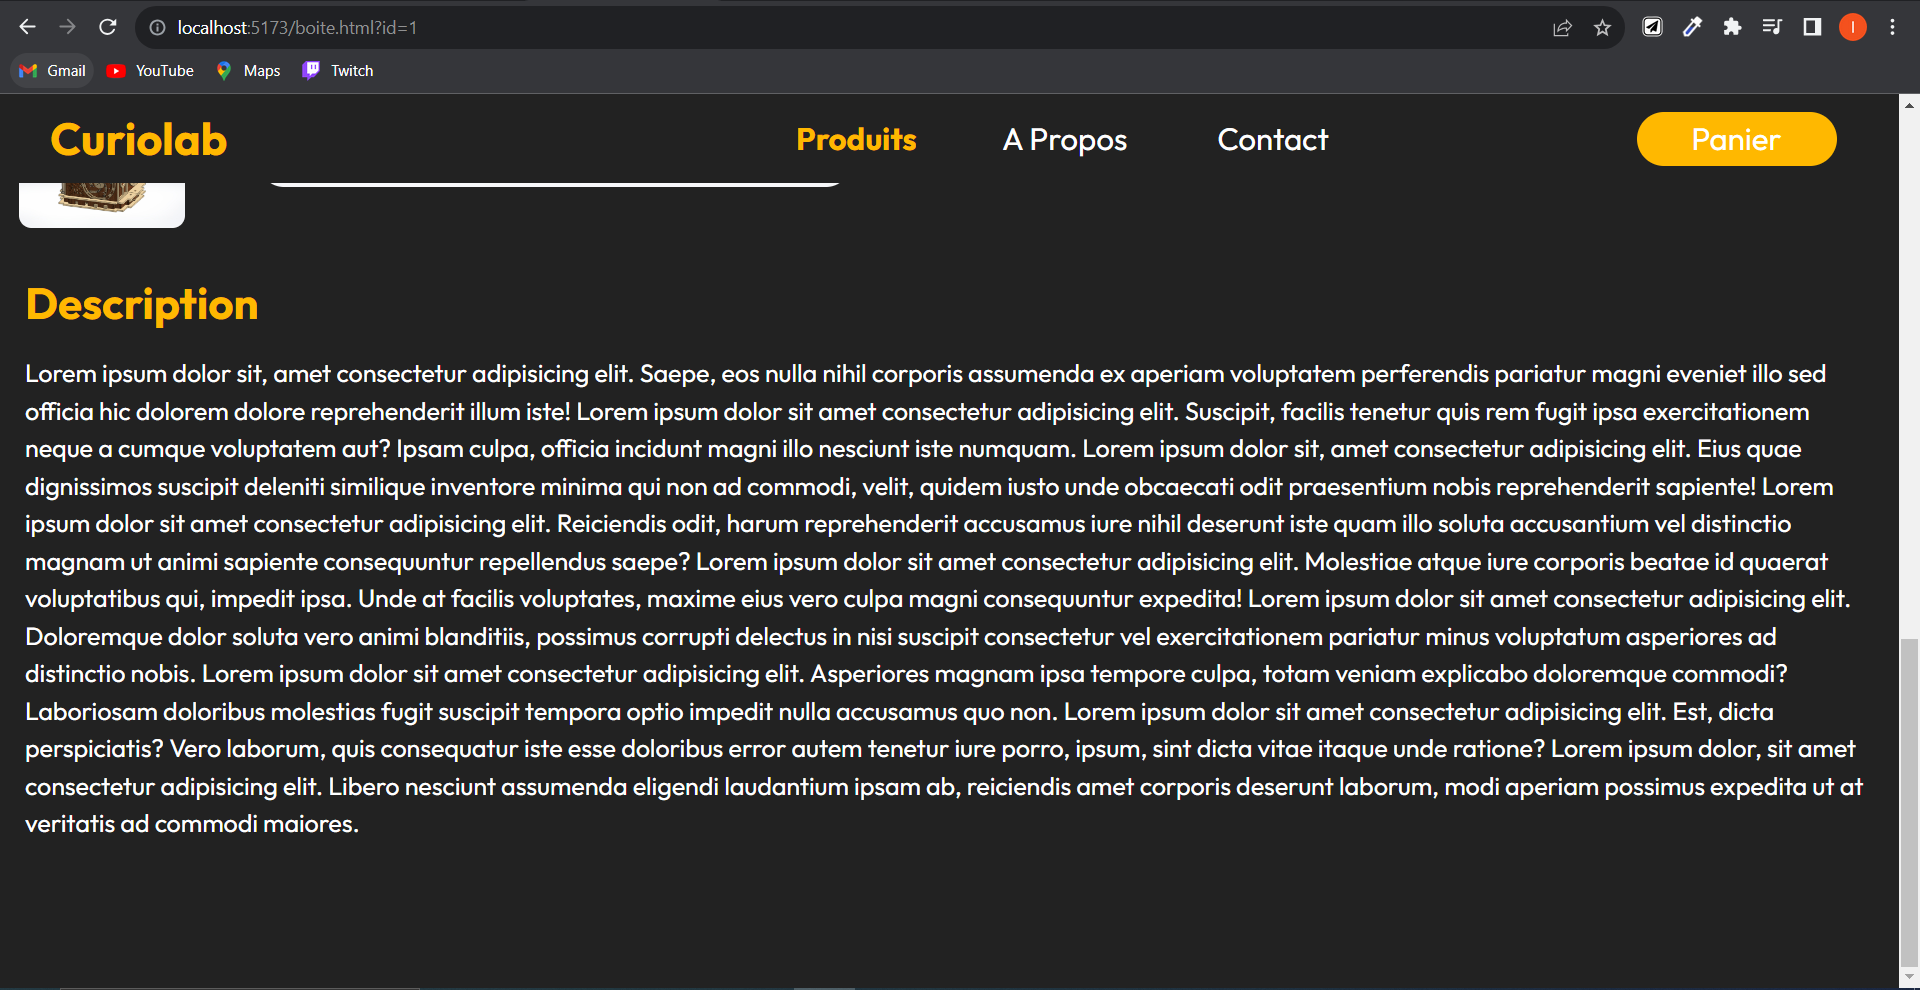 localhost:5173/boite.html?id=1
I
Gmail YouTube Maps Twitch
Curiolab Produits A Propos Contact Panier
Description
Lorem ipsum dolor sit, amet consectetur adipisicing elit. Saepe, eos nulla nihil corporis assumenda ex aperiam voluptatem perferendis pariatur magni eveniet illo sed
officia hic dolorem dolore reprehenderit illum iste! Lorem ipsum dolor sit amet consectetur adipisicing elit. Suscipit, facilis tenetur quis rem fugit ipsa exercitationem
neque a cumque voluptatem aut? Ipsam culpa, officia incidunt magni illo nesciunt iste numquam. Lorem ipsum dolor sit, amet consectetur adipisicing elit. Eius quae
dignissimos suscipit deleniti similique inventore minima qui non ad commodi, velit, quidem iusto unde obcaecati odit praesentium nobis reprehenderit sapiente! Lorem
ipsum dolor sit amet consectetur adipisicing elit. Reiciendis odit, harum reprehenderit accusamus iure nihil deserunt iste quam illo soluta accusantium vel distinctio
magnam ut animi sapiente consequuntur repellendus saepe? Lorem ipsum dolor sit amet consectetur adipisicing elit. Molestiae atque iure corporis beatae id quaerat
voluptatibus qui, impedit ipsa. Unde at facilis voluptates, maxime eius vero culpa magni consequuntur expedita! Lorem ipsum dolor sit amet consectetur adipisicing elit.
Doloremque dolor soluta vero animi blanditiis, possimus corrupti delectus in nisi suscipit consectetur vel exercitationem pariatur minus voluptatum asperiores ad
distinctio nobis. Lorem ipsum dolor sit amet consectetur adipisicing elit. Asperiores magnam ipsa tempore culpa, totam veniam explicabo doloremque commodi?
Laboriosam doloribus molestias fugit suscipit tempora optio impedit nulla accusamus quo non. Lorem ipsum dolor sit amet consectetur adipisicing elit. Est, dicta
perspiciatis? Vero laborum, quis consequatur iste esse doloribus error autem tenetur iure porro, ipsum, sint dicta vitae itaque unde ratione? Lorem ipsum dolor, sit amet
consectetur adipisicing elit. Libero nesciunt assumenda eligendi laudantium ipsam ab, reiciendis amet corporis deserunt laborum, modi aperiam possimus expedita ut at
veritatis ad commodi maiores.